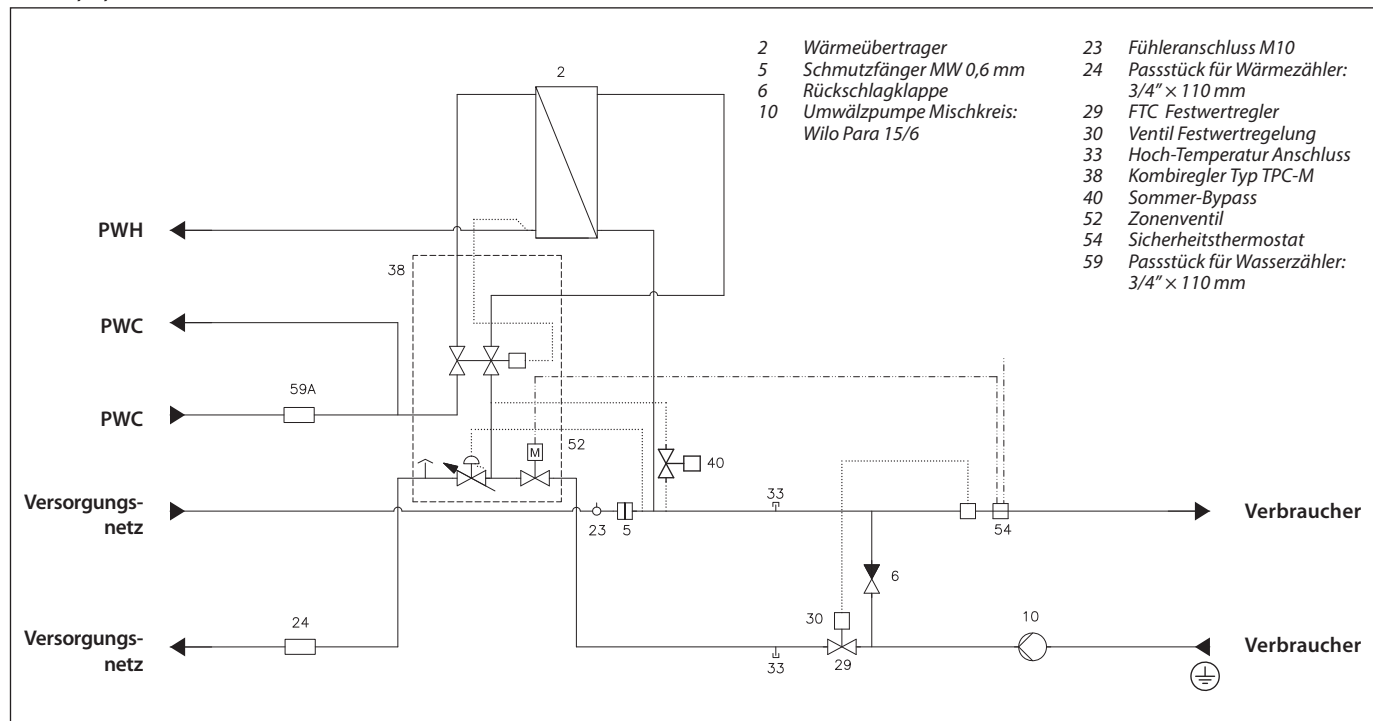 2 Wärmeübertrager
5 Schmutzfänger MW 0,6 mm
6 Rückschlagklappe
10 Umwälzpumpe Mischkreis:
Wilo Para 15/6
23 Fühleranschluss M10
24 Passstück für Wärmezähler:
3/4” × 110 mm
29 FTC Festwertregler
30 Ventil Festwertregelung
33 Hoch-Temperatur Anschluss
38 Kombiregler Typ TPC-M
40 Sommer-Bypass
52 Zonenventil
54 Sicherheitsthermostat
59 Passstück für Wasserzähler:
3/4” × 110 mm
2
PWH
38
PWC
59A
PWC
52
M
40
Versorgungs-
netz
23
5
33
54
Verbraucher
6
30
10
24
Versorgungs-
netz
33
29
Verbraucher